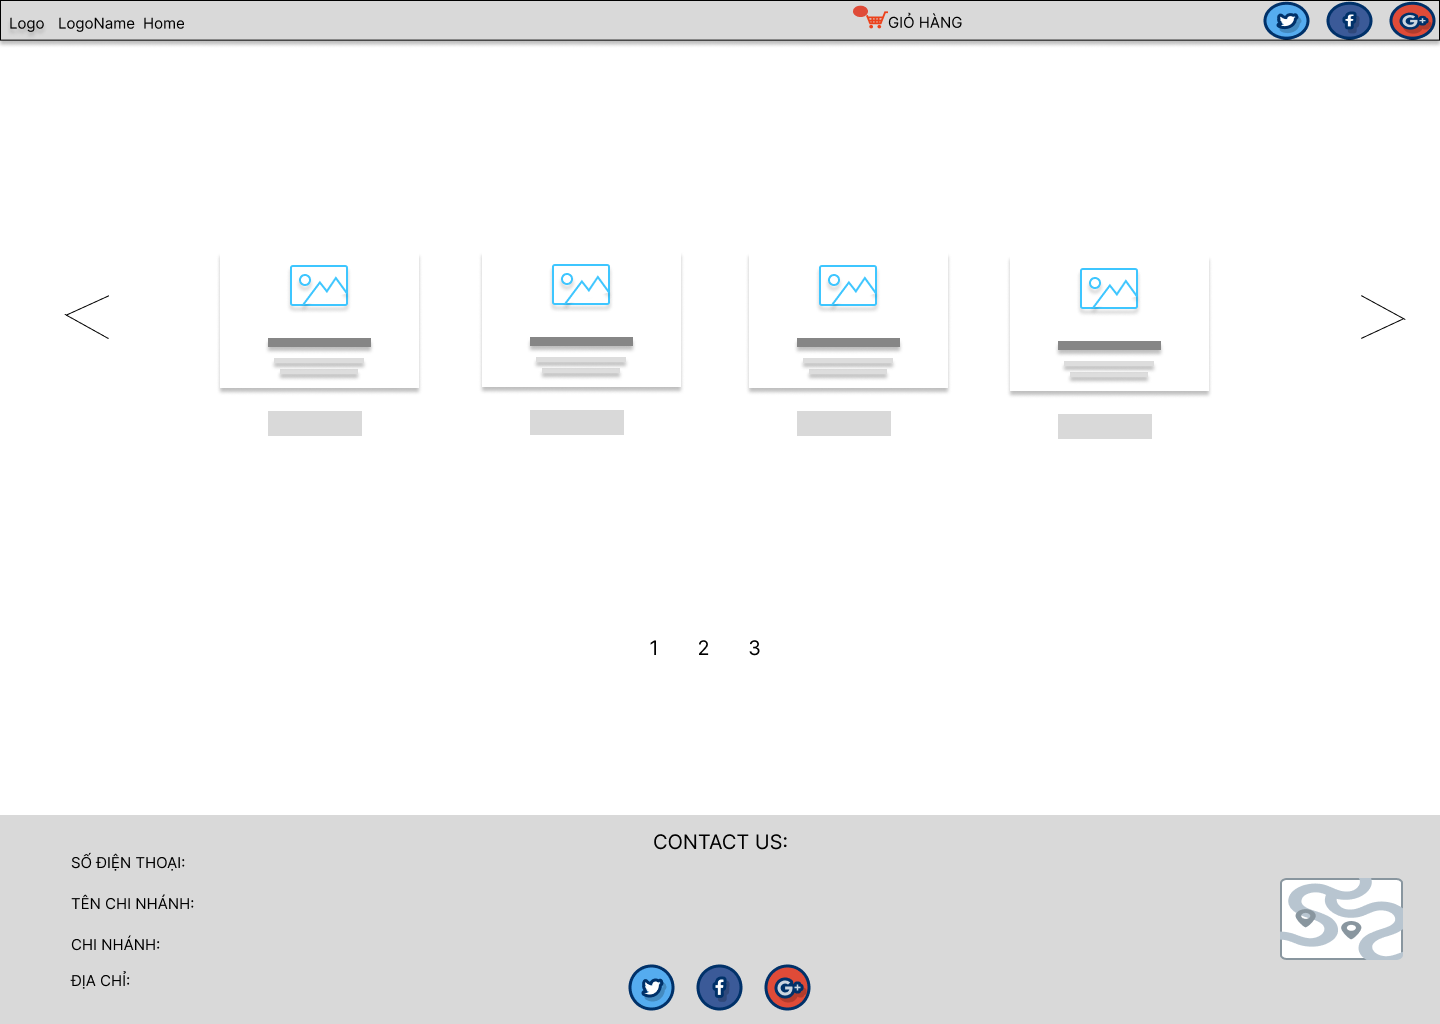 Logo LogoName Home GIỎ HÀNG
1 2 3
CONTACT US:
SỐ ĐIỆN THOẠI:
TÊN CHI NHÁNH:
CHI NHÁNH:
ĐỊA CHỈ: